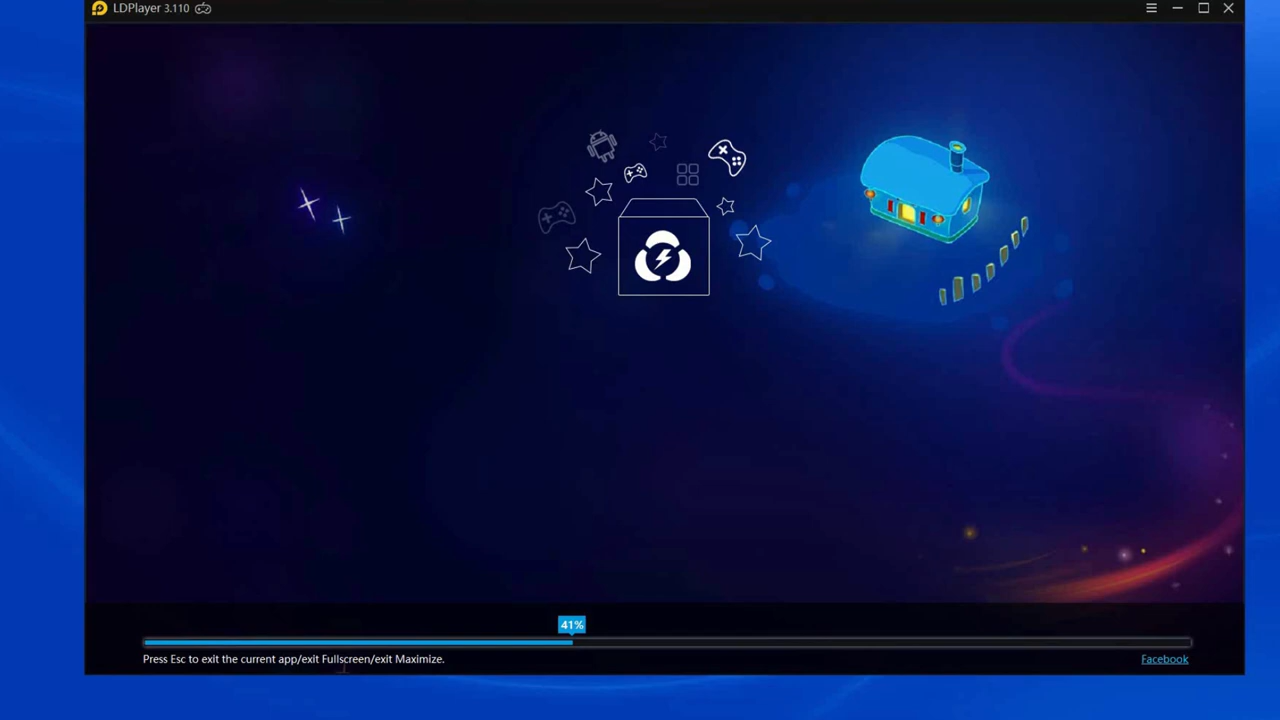 LDPlayer 3.110
41%
Press Esc to exit the current app/exit Fullscreen/exit Maximize.
Facebook